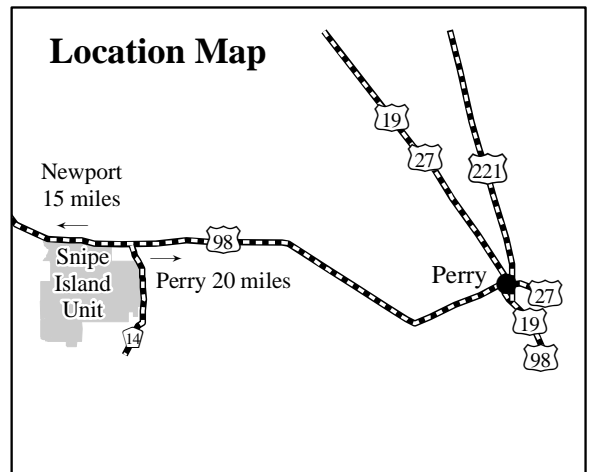 Location Map
19
27
221
Newport
15 miles
98
Snipe
Island
Unit
Perry 20 miles
Perry
27
19
14
98